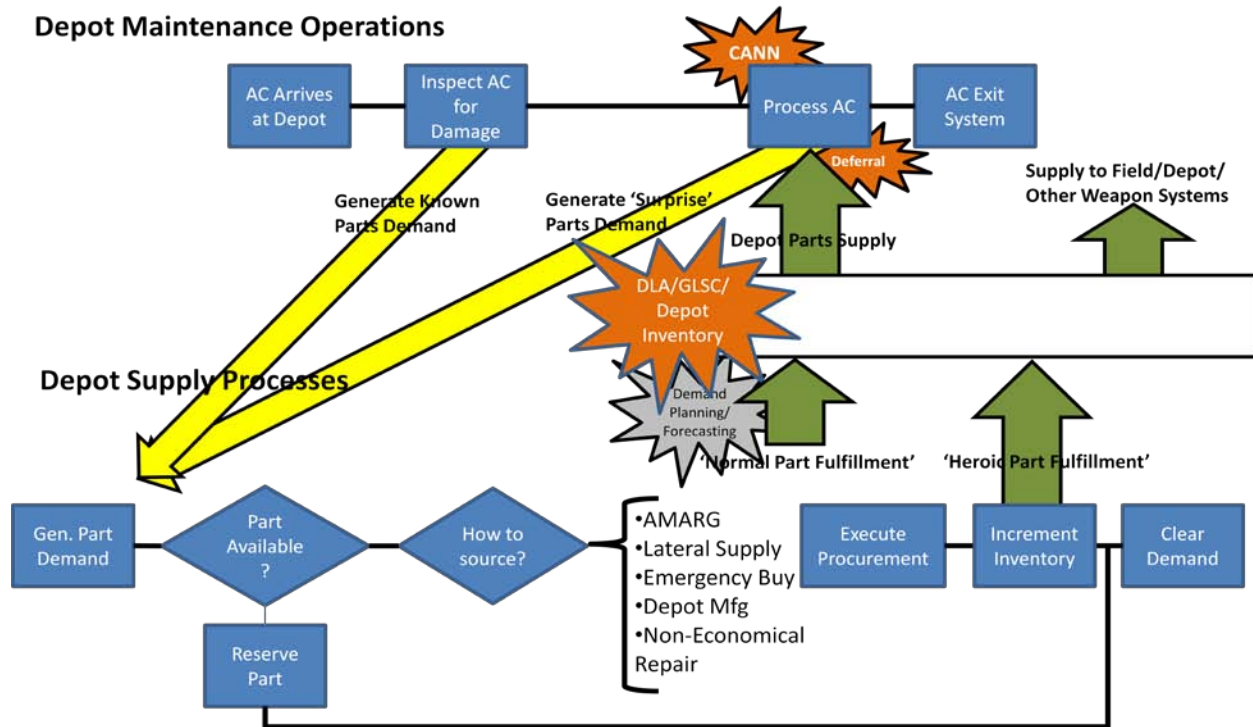 Depot Maintenance Operations
CANN
AC Arrives
at Depot
Inspect AC
for
Damage
Process AC
AC Exit
System
Deferral
Generate Known
Parts Demand
Generate ‘Surprise’
Parts Demand
Depot Parts Supply
Supply to Field/Depot/
Other Weapon Systems
DLA/GLSC/
Depot
Inventory
Depot Supply Processes
Demand
Planning/
Forecasting
‘Normal Part Fulfillment’
‘Heroic Part Fulfillment’
Gen. Part
Demand
Part
Available
?
How to
source?
•AMARG
•Lateral Supply
•Emergency Buy
•Depot Mfg
•Non-Economical
Repair
Execute
Procurement
Increment
Inventory
Clear
Demand
Reserve
Part